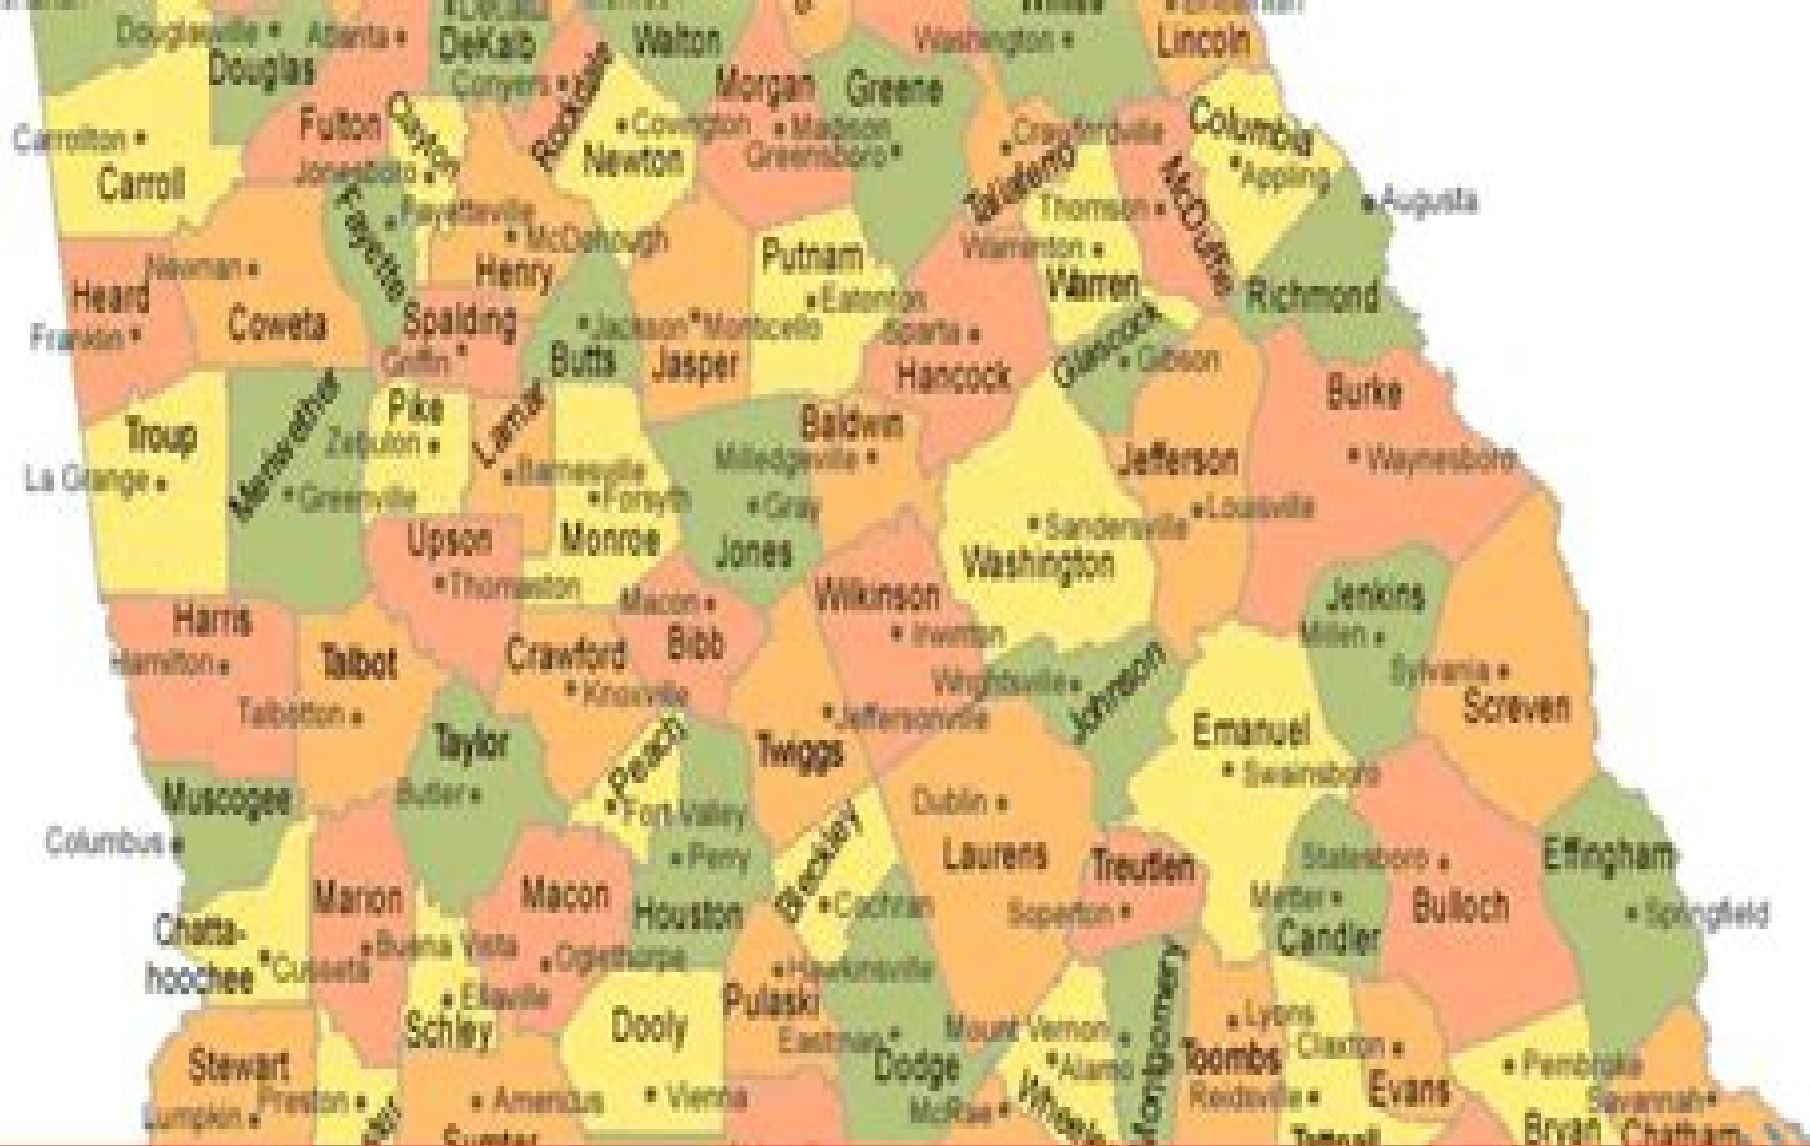 DeKalb
Douglasville
Atlanta
DeKalb
Walton
Washington
Lincoln
Douglas
Conyers
Rockdale
Morgan
Greene
Carrollton
Fulton
Clayton
Covington
Madison
Crawfordville
Columbia
Carroll
Jonesboro
Newton
Greensboro
Taliaferro
McDuffie
Appling
Fayette
Fayetteville
Thomson
Augusta
Newnan
McDonough
Putnam
Warrenton
Heard
Henry
Eatonton
Warren
Richmond
Franklin
Coweta
Spalding
Jackson
Monticello
Sparta
Glascock
Gibson
Griffin
Butts
Jasper
Hancock
Burke
Troup
Meriwether
Pike
Lamar
Baldwin
Zebulon
Milledgeville
Jefferson
Waynesboro
La Grange
Greenville
Barnesville
Forsyth
Gray
Sandersville
Louisville
Upson
Monroe
Jones
Washington
Thomaston
Macon
Wilkinson
Jenkins
Harris
Bibb
Irwinton
Millen
Hamilton
Talbot
Crawford
Knoxville
Wrightsville
Johnson
Sylvania
Talbotton
Jeffersonville
Screven
Taylor
Peach
Twiggs
Emanuel
Muscogee
Butler
Fort Valley
Dublin
Swainsboro
Columbus
Perry
Bleckley
Laurens
Treutlen
Statesboro
Effingham
Marion
Macon
Houston
Cochran
Soperton
Metter
Bulloch
Springfield
Chatta-
hoochee
Cusseta
Buena Vista
Oglethorpe
Hawkinsville
Candler
Ellaville
Schley
Dooly
Pulaski
Eastman
Mount Vernon
Montgomery
Lyons
Stewart
Dodge
Alamo
Toombs
Claxton
Pembroke
Lumpkin
Preston
Americus
Vienna
McRae
Wheeler
Reidsville
Evans
Savannah
Sumter
Tattnall
Bryan
Chatham